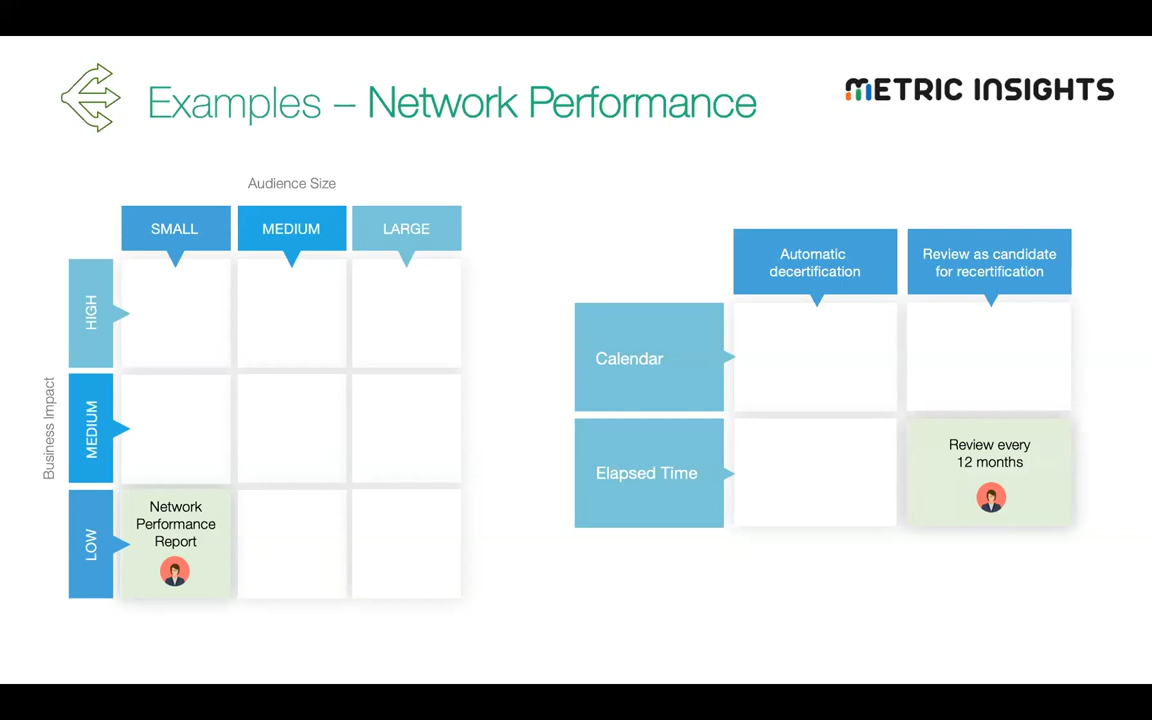 Examples – Network Performance
METRIC INSIGHTS
Audience Size
SMALL
MEDIUM
LARGE
Business Impact
HIGH
MEDIUM
LOW
Network
Performance
Report
Automatic
decertification
Review as candidate
for recertification
Calendar
Elapsed Time
Review every
12 months